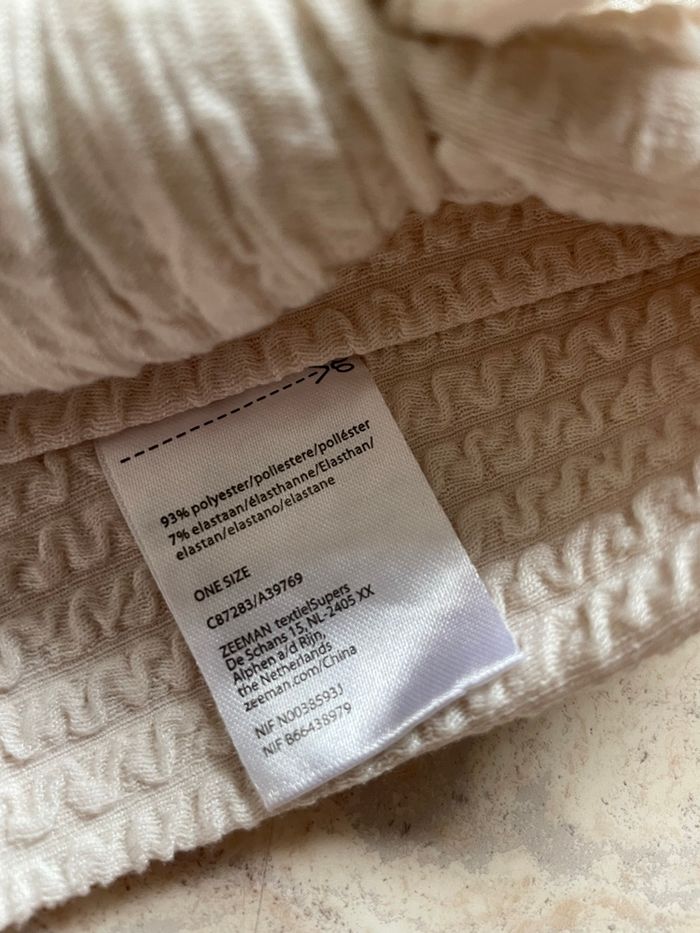 93% polyester/poliestere/poliéster
7% elastaan/élasthanne/Elasthan/
elastan/elastano/elastane
ONE SIZE
C87283/A39769
ZEEMAN textielSupers
De Schans 15, NL-2405 XX
Alphen a/d Rijn,
the Netherlands
zeeman.com/China
NIF N0038593J
NIF B66438979